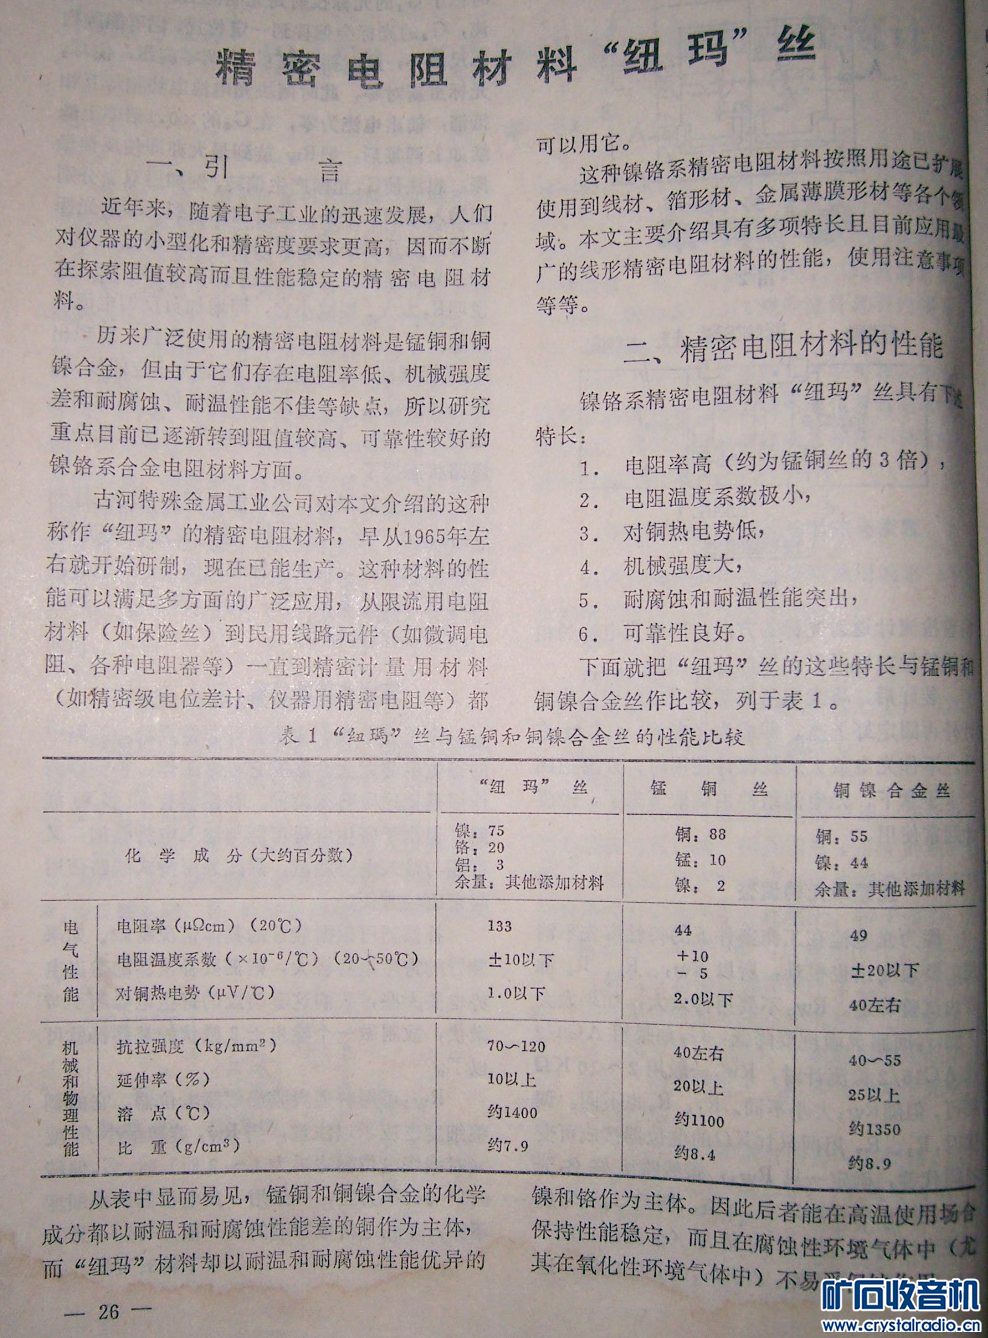 精密电阻材料“纽玛”丝
一、引 言
近年来，随着电子工业的迅速发展，人们
对仪器的小型化和精密度要求更高，因而不断
在探索阻值较高而且性能稳定的精密电阻材
料。
历来广泛使用的精密电阻材料是锰铜和铜
镍合金，但由于它们存在电阻率低、机械强度
差和耐腐蚀、耐温性能不佳等缺点，所以研究
重点目前已逐渐转到阻值较高、可靠性较好的
镍铬系合金电阻材料方面。
古河特殊金属工业公司对本文介绍的这种
称作“纽玛”的精密电阻材料，早从1965年左
右就开始研制，现在已能生产。这种材料的性
能可以满足多方面的广泛应用，从限流用电阻
材料（如保险丝）到民用线路元件（如微调电
阻、各种电阻器等）一直到精密计量用材料
（如精密级电位差计、仪器用精密电阻等）都
可以用它。
这种镍铬系精密电阻材料按照用途已扩展
使用到线材、箔形材、金属薄膜形材等各个领
域。本文主要介绍具有多项特长且目前应用最
广的线形精密电阻材料的性能，使用注意事项
等等。
二、精密电阻材料的性能
镍铬系精密电阻材料“纽玛”丝具有下述
特长：
1．电阻率高（约为锰铜丝的3倍），
2．电阻温度系数极小，
3．对铜热电势低，
4．机械强度大，
5．耐腐蚀和耐温性能突出，
6．可靠性良好。
下面就把“纽玛”丝的这些特长与锰铜和
铜镍合金丝作比较，列于表1。
表1“纽瑪”丝与锰铜和铜镍合金丝的性能比较
“纽玛”丝 锰铜丝 铜镍合金丝
化学成分（大约百分数）
镍：75
铬：20
铝：3
余量：其他添加材料
铜：88
锰：10
镍：2
铜：55
镍：44
余量：其他添加材料
电气性能
电阻率（μΩcm）（20℃） 133 44 49
电阻温度系数（×10⁻⁶/℃）（20～50℃） ±10以下 +10 －5 ±20以下
对铜热电势（μV/℃） 1.0以下 2.0以下 40左右
机械和物理性能
抗拉强度（kg/mm²） 70～120 40左右 40～55
延伸率（%） 10以上 20以上 25以上
溶点（℃） 约1400 约1100 约1350
比重（g/cm³） 约7.9 约8.4 约8.9
从表中显而易见，锰铜和铜镍合金的化学
成分都以耐温和耐腐蚀性能差的铜作为主体，
而“纽玛”材料却以耐温和耐腐蚀性能优异的
镍和铬作为主体。因此后者能在高温使用场合
保持性能稳定，而且在腐蚀性环境气体中（尤
其在氧化性环境气体中）不易受
— 26 —
矿石收音机
www.crystalradio.cn